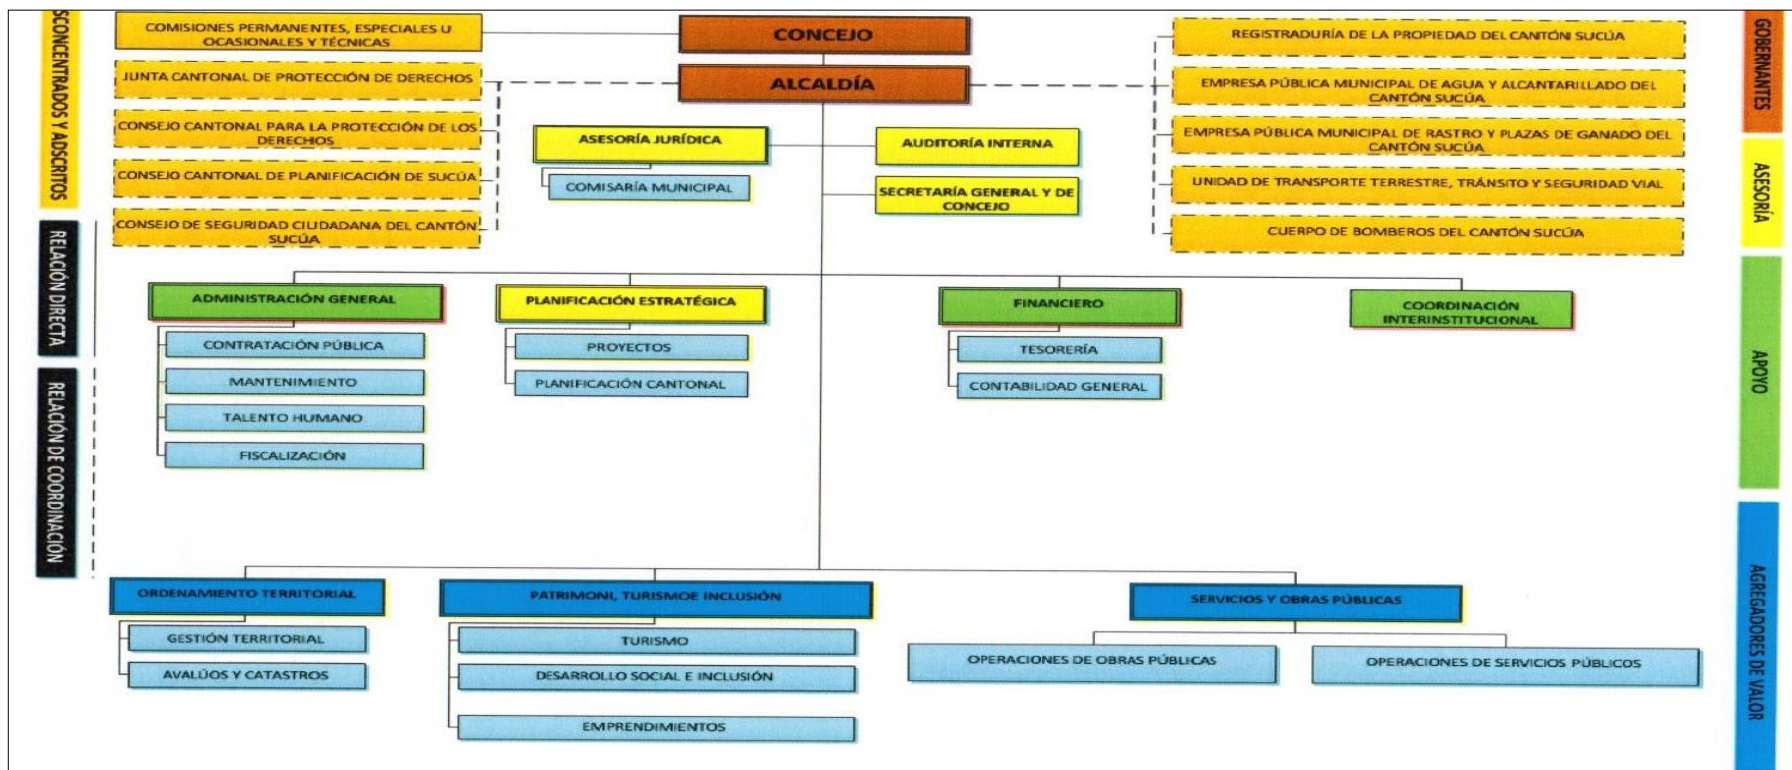 COMISIONES PERMANENTES, ESPECIALES U
OCASIONALES Y TÉCNICAS
CONCEJO
REGISTRADURÍA DE LA PROPIEDAD DEL CANTÓN SUCÚA
JUNTA CANTONAL DE PROTECCIÓN DE DERECHOS
ALCALDÍA
EMPRESA PÚBLICA MUNICIPAL DE AGUA Y ALCANTARILLADO DEL
CANTÓN SUCÚA
CONSEJO CANTONAL PARA LA PROTECCIÓN DE LOS
DERECHOS
ASESORÍA JURÍDICA
AUDITORÍA INTERNA
EMPRESA PÚBLICA MUNICIPAL DE RASTRO Y PLAZAS DE GANADO DEL
CANTÓN SUCÚA
CONSEJO CANTONAL DE PLANIFICACIÓN DE SUCÚA
COMISARÍA MUNICIPAL
SECRETARÍA GENERAL Y DE
CONCEJO
UNIDAD DE TRANSPORTE TERRESTRE, TRÁNSITO Y SEGURIDAD VIAL
CONSEJO DE SEGURIDAD CIUDADANA DEL CANTÓN
SUCÚA
CUERPO DE BOMBEROS DEL CANTÓN SUCÚA
ADMINISTRACIÓN GENERAL
CONTRATACIÓN PÚBLICA
MANTENIMIENTO
TALENTO HUMANO
FISCALIZACIÓN
PLANIFICACIÓN ESTRATÉGICA
PROYECTOS
PLANIFICACIÓN CANTONAL
FINANCIERO
TESORERÍA
CONTABILIDAD GENERAL
COORDINACIÓN
INTERINSTITUCIONAL
ORDENAMIENTO TERRITORIAL
GESTIÓN TERRITORIAL
AVALÚOS Y CATASTROS
PATRIMONI, TURISMOE INCLUSIÓN
TURISMO
DESARROLLO SOCIAL E INCLUSIÓN
EMPRENDIMIENTOS
SERVICIOS Y OBRAS PÚBLICAS
OPERACIONES DE OBRAS PÚBLICAS
OPERACIONES DE SERVICIOS PÚBLICOS
SCONCENTRADOS Y ADSCRITOS
RELACIÓN DIRECTA
RELACIÓN DE COORDINACIÓN
GOBERNANTES
ASESORÍA
APOYO
AGREGADORES DE VALOR